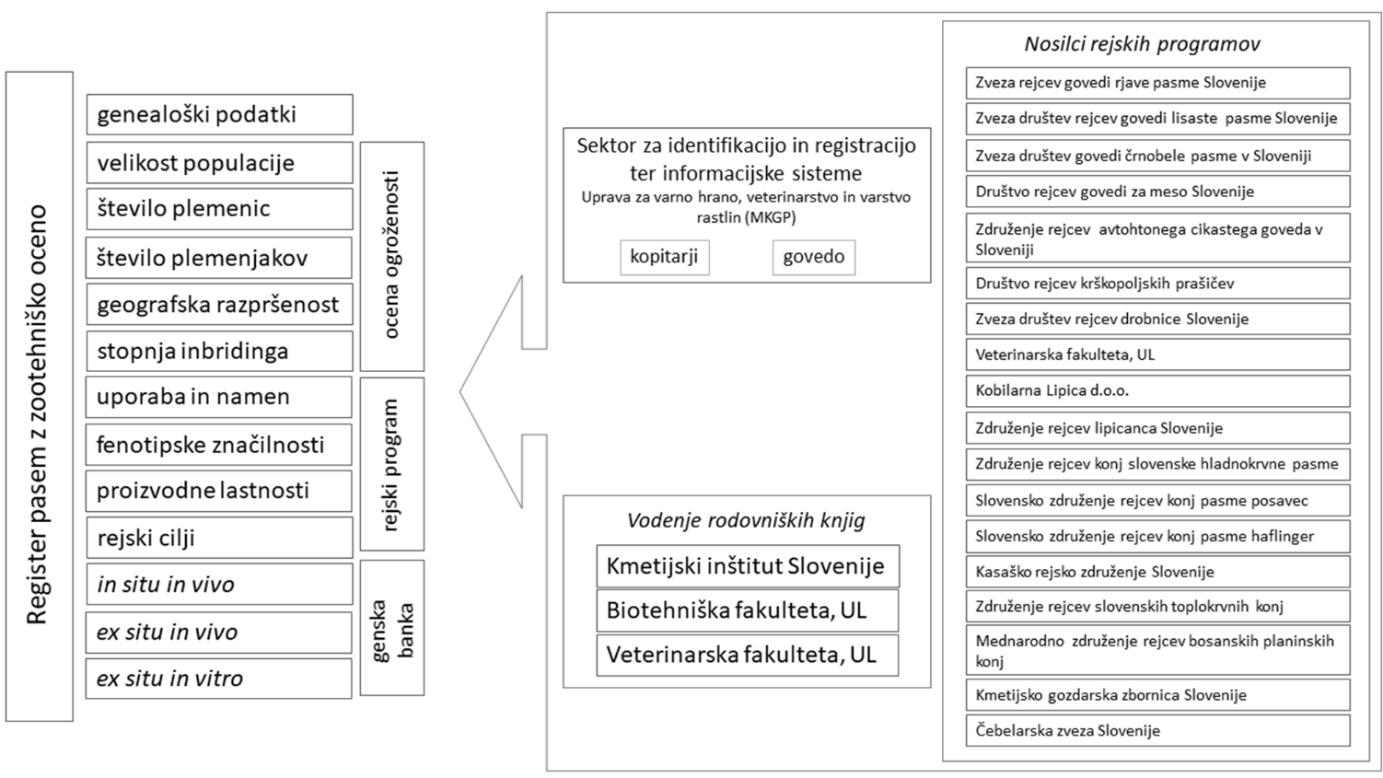 Register pasem z zootehniško oceno
genealoški podatki
velikost populacije
število plemenic
število plemenjakov
geografska razpršenost
stopnja inbridinga
uporaba in namen
fenotipske značilnosti
proizvodne lastnosti
rejski cilji
in situ in vivo
ex situ in vivo
ex situ in vitro
ocena ogroženosti
rejski program
genska
banka
Sektor za identifikacijo in registracijo
ter informacijske sisteme
Uprava za varno hrano, veterinarstvo in varstvo
rastlin (MKGP)
kopitarji
govedo
Vodenje rodovniških knjig
Kmetijski inštitut Slovenije
Biotehniška fakulteta, UL
Veterinarska fakulteta, UL
Nosilci rejskih programov
Zveza rejcev govedi rjave pasme Slovenije
Zveza društev rejcev govedi lisaste pasme Slovenije
Zveza društev govedi črnobele pasme v Sloveniji
Društvo rejcev govedi za meso Slovenije
Združenje rejcev avtohtonega cikastega goveda v
Sloveniji
Društvo rejcev krškopoljskih prašičev
Zveza društev rejcev drobnice Slovenije
Veterinarska fakulteta, UL
Kobilarna Lipica d.o.o.
Združenje rejcev lipicanca Slovenije
Združenje rejcev konj slovenske hladnokrvne pasme
Slovensko združenje rejcev konj pasme posavec
Slovensko združenje rejcev konj pasme haflinger
Kasaško rejsko združenje Slovenije
Združenje rejcev slovenskih toplokrvnih konj
Mednarodno združenje rejcev bosanskih planinskih
konj
Kmetijsko gozdarska zbornica Slovenije
Čebelarska zveza Slovenije